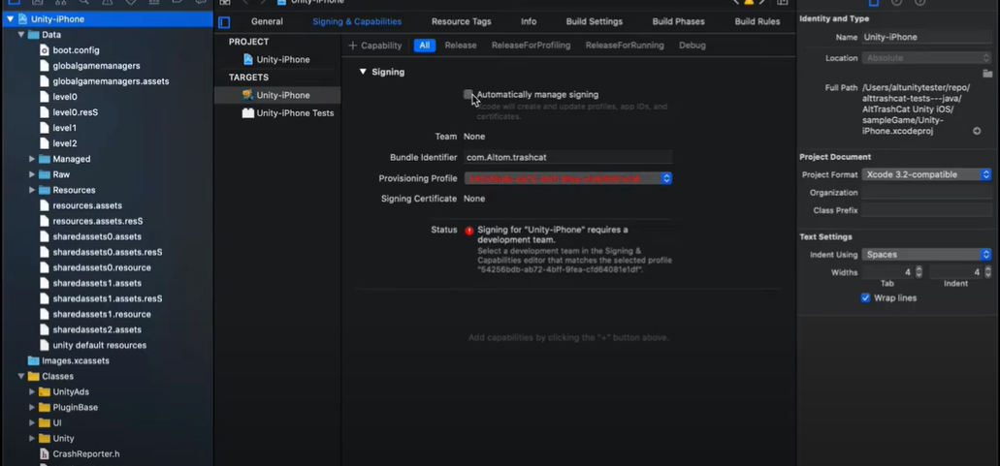 Unity-iPhone
Unity-iPhone
Data
boot.config
globalgamemanagers
globalgamemanagers.assets
level0
level0.resS
level1
level2
Managed
Raw
Resources
resources.assets
resources.assets.resS
sharedassets0.assets
sharedassets0.assets.resS
sharedassets0.resource
sharedassets1.assets
sharedassets1.assets.resS
sharedassets1.resource
sharedassets2.assets
unity default resources
Images.xcassets
Classes
UnityAds
PluginBase
UI
Unity
CrashReporter.h
General
Signing & Capabilities
Resource Tags
Info
Build Settings
Build Phases
Build Rules
PROJECT
Unity-iPhone
TARGETS
Unity-iPhone
Unity-iPhone Tests
+ Capability
All
Release
ReleaseForProfiling
ReleaseForRunning
Debug
Signing
Automatically manage signing
Xcode will create and update profiles, app IDs, and
certificates.
Team None
Bundle Identifier com.Altom.trashcat
Provisioning Profile
Signing Certificate None
Status Signing for "Unity-iPhone" requires a
development team.
Select a development team in the Signing &
Capabilities editor that matches the selected profile
"54256bdb-ab72-4bff-9fea-cfd64081e1df".
Add capabilities by clicking the "+" button above.
Identity and Type
Name Unity-iPhone
Location Absolute
Full Path /Users/altunitytester/repo/
alttrashcat-tests---java/
AltTrashCat Unity iOS/
sampleGame/Unity-
iPhone.xcodeproj
Project Document
Project Format Xcode 3.2-compatible
Organization
Class Prefix
Text Settings
Indent Using Spaces
Widths 4 4
Tab Indent
Wrap lines